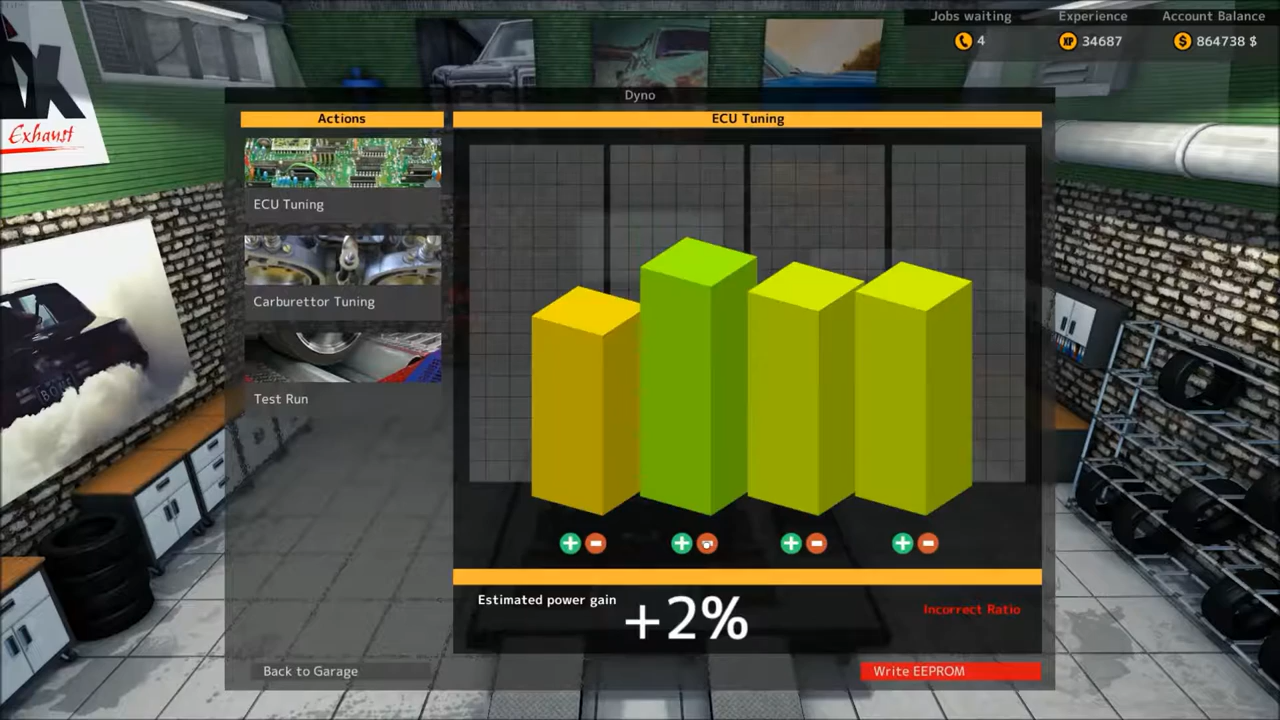 Jobs waiting
4
Experience
XP 34687
Account Balance
$ 864738 $
Exhaust
Dyno
Actions
ECU Tuning
Carburettor Tuning
Test Run
ECU Tuning
Estimated power gain
+2%
Incorrect Ratio
Back to Garage
Write EEPROM